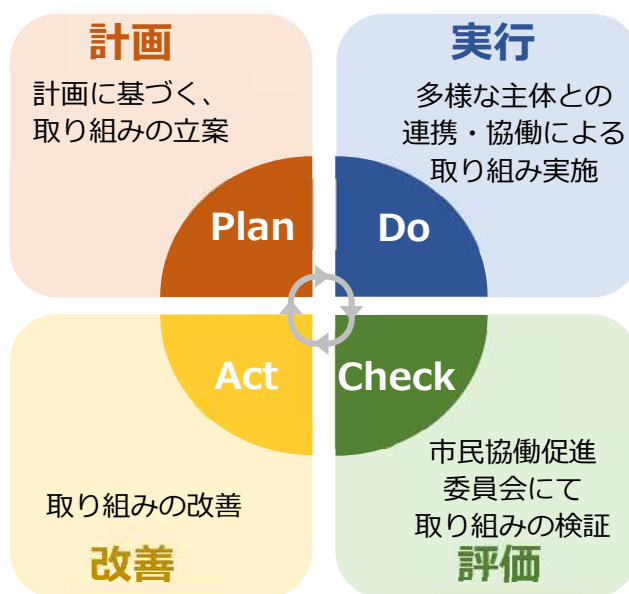 計画
計画に基づく、
取り組みの立案
Plan
実行
多様な主体との
連携・協働による
取り組み実施
Do
Check
市民協働促進
委員会にて
取り組みの検証
評価
Act
取り組みの改善
改善